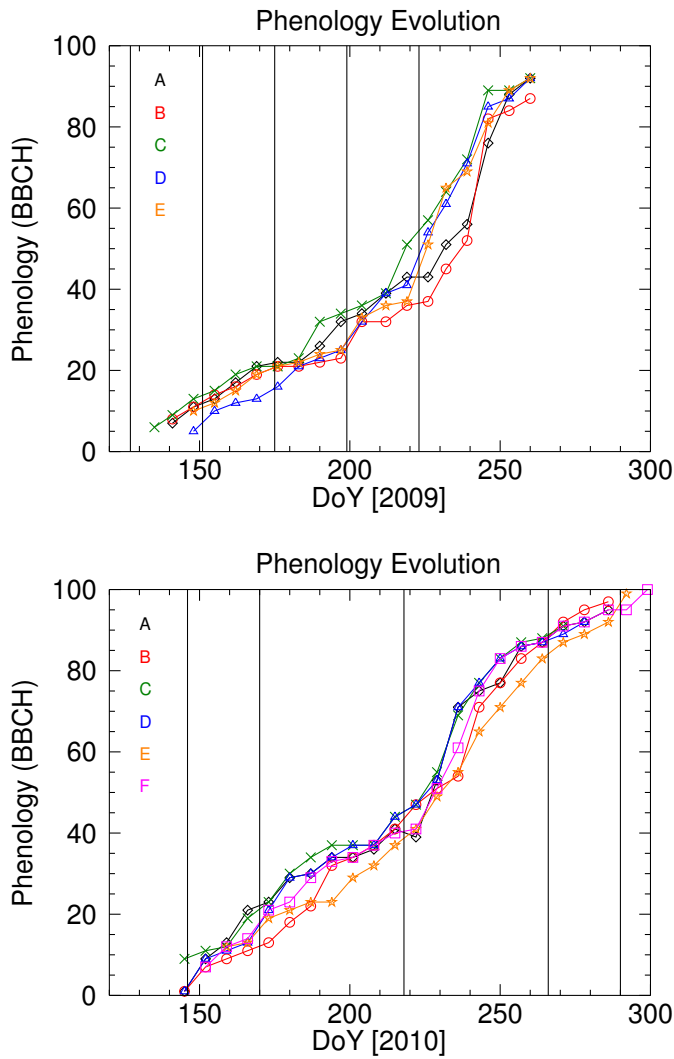 Phenology Evolution
100
80
60
40
20
0
Phenology (BBCH)
A
B
C
D
E
150 200 250 300
DoY [2009]
Phenology Evolution
100
80
60
40
20
0
Phenology (BBCH)
A
B
C
D
E
F
150 200 250 300
DoY [2010]